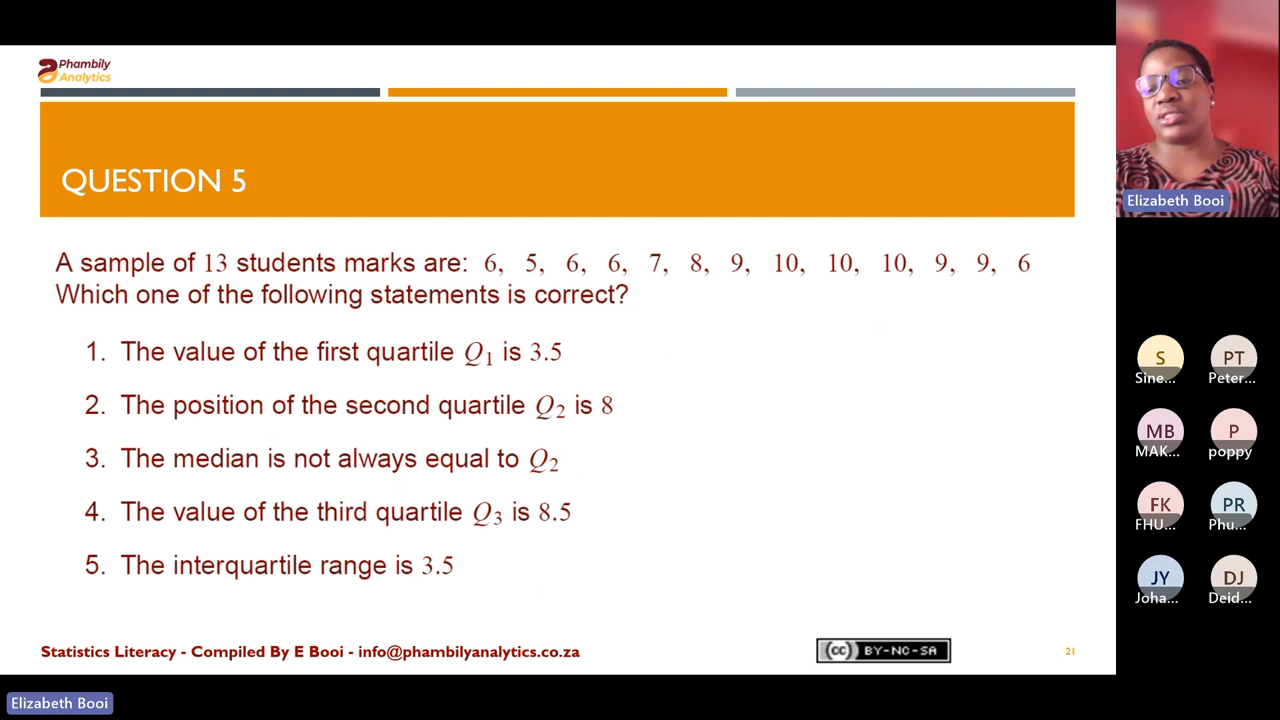 Phambily
Analytics
QUESTION 5
A sample of 13 students marks are: 6, 5, 6, 6, 7, 8, 9, 10, 10, 10, 9, 9, 6
Which one of the following statements is correct?
1. The value of the first quartile Q₁ is 3.5
2. The position of the second quartile Q₂ is 8
3. The median is not always equal to Q₂
4. The value of the third quartile Q₃ is 8.5
5. The interquartile range is 3.5
Statistics Literacy - Compiled By E Booi - info@phambilyanalytics.co.za
cc BY-NC-SA
21
Elizabeth Booi
S PT
Sine... Peter...
MB P
MAK... poppy
FK PR
FHU... Phu...
JY DJ
Joha... Deid...
Elizabeth Booi